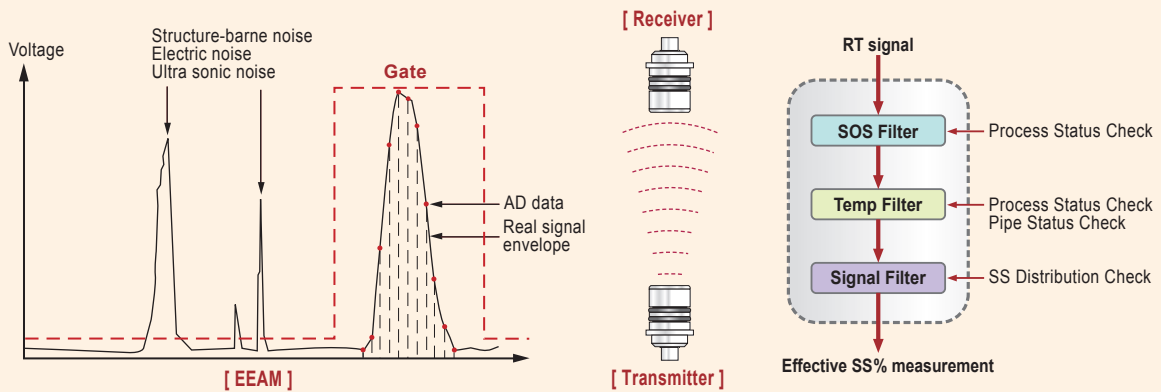 Voltage
Structure-barne noise
Electric noise
Ultra sonic noise
Gate
AD data
Real signal
envelope
[ EEAM ]
[ Receiver ]
[ Transmitter ]
RT signal
SOS Filter
Process Status Check
Temp Filter
Process Status Check
Pipe Status Check
Signal Filter
SS Distribution Check
Effective SS% measurement